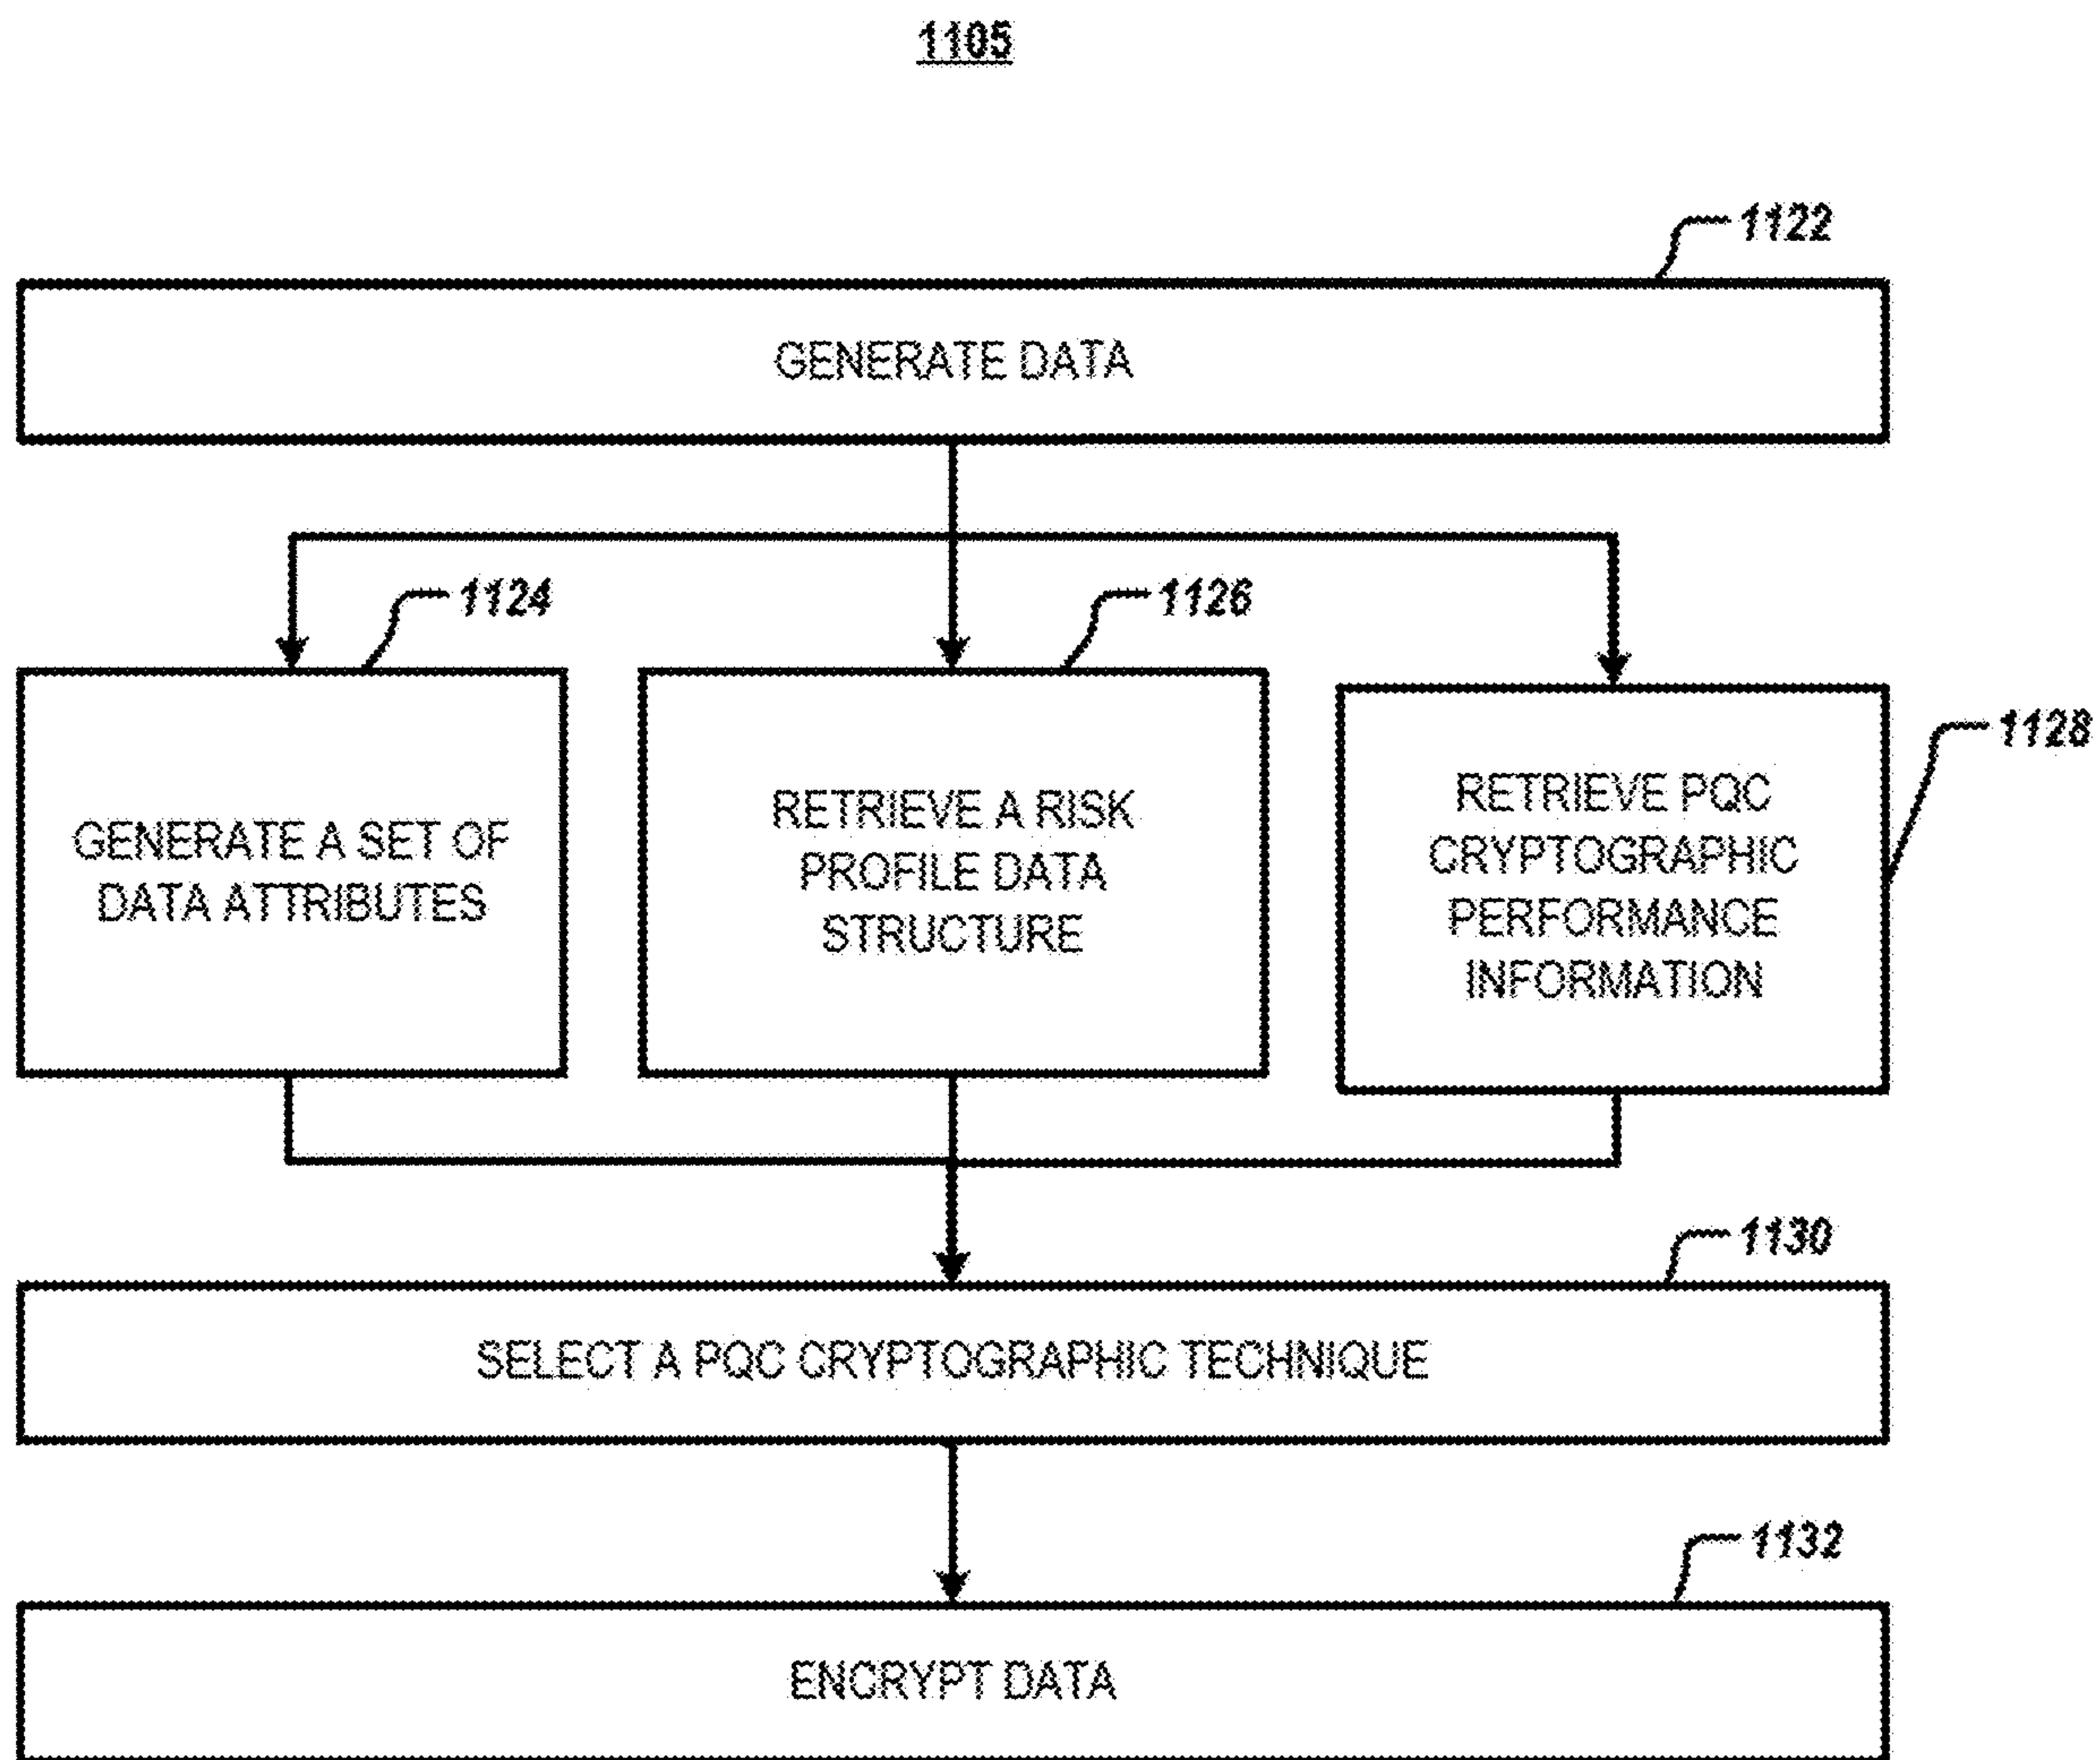 1105
1122
GENERATE DATA
1124
1126
1128
GENERATE A SET OF
DATA ATTRIBUTES
RETRIEVE A RISK
PROFILE DATA
STRUCTURE
RETRIEVE PQC
CRYPTOGRAPHIC
PERFORMANCE
INFORMATION
1130
SELECT A PQC CRYPTOGRAPHIC TECHNIQUE
1132
ENCRYPT DATA